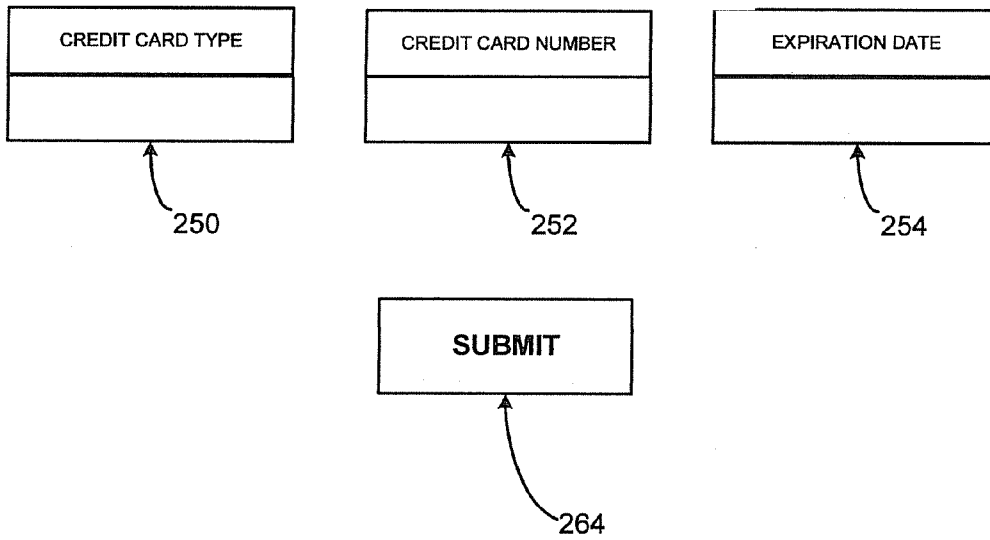 CREDIT CARD TYPE
CREDIT CARD NUMBER
EXPIRATION DATE
250
252
254
SUBMIT
264